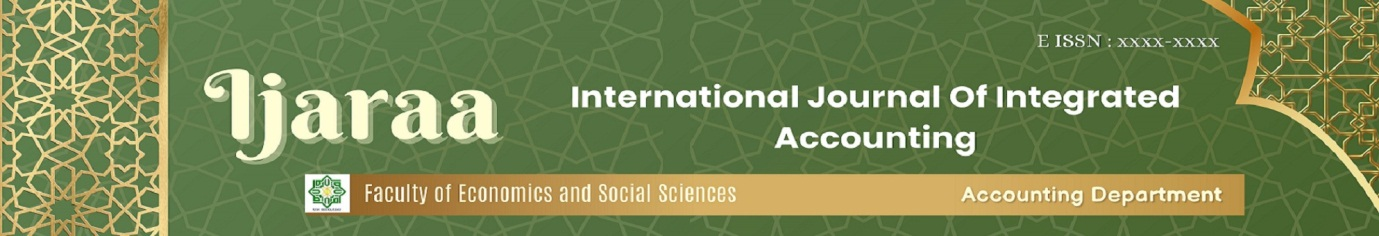 E ISSN : xxxx-xxxx
Ijaraa
International Journal Of Integrated
Accounting
Faculty of Economics and Social Sciences
Accounting Department